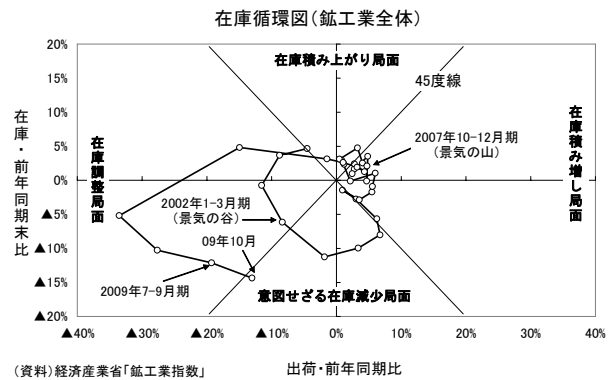 在庫循環図(鉱工業全体)
20%
15%
10%
5%
0%
▲5%
▲10%
▲15%
▲20%
▲40%
▲30%
▲20%
▲10%
0%
10%
20%
30%
40%
在庫・前年同期末比
出荷・前年同期比
在庫積み上がり局面
45度線
2007年10-12月期
(景気の山)
在庫積み増し局面
在庫調整局面
2002年1-3月期
(景気の谷)
09年10月
2009年7-9月期
意図せざる在庫減少局面
(資料)経済産業省「鉱工業指数」